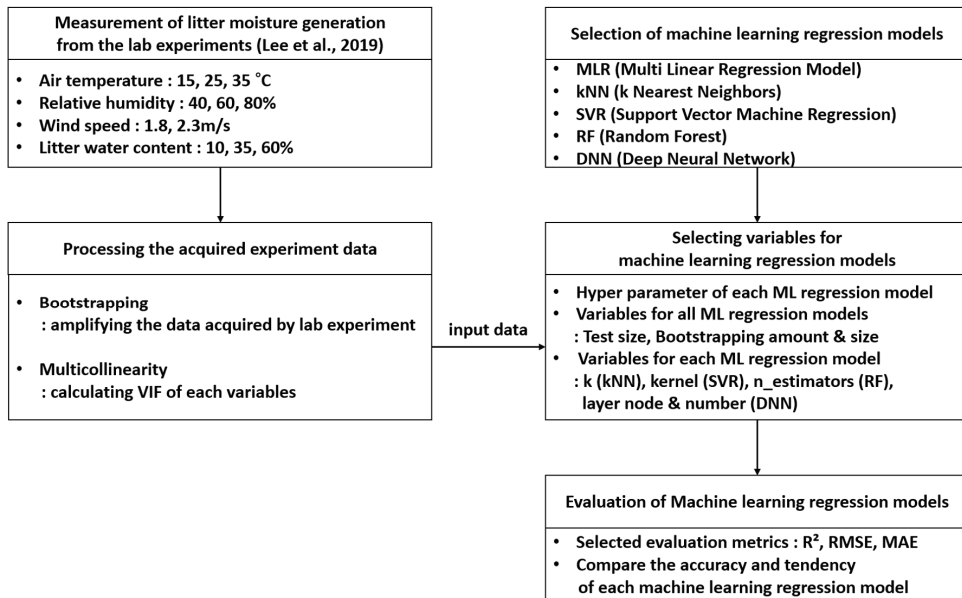 Measurement of litter moisture generation
from the lab experiments (Lee et al., 2019)
• Air temperature : 15, 25, 35 ℃
• Relative humidity : 40, 60, 80%
• Wind speed : 1.8, 2.3m/s
• Litter water content : 10, 35, 60%
Processing the acquired experiment data
• Bootstrapping
: amplifying the data acquired by lab experiment
• Multicollinearity
: calculating VIF of each variables
input data
Selection of machine learning regression models
• MLR (Multi Linear Regression Model)
• kNN (k Nearest Neighbors)
• SVR (Support Vector Machine Regression)
• RF (Random Forest)
• DNN (Deep Neural Network)
Selecting variables for
machine learning regression models
• Hyper parameter of each ML regression model
• Variables for all ML regression models
: Test size, Bootstrapping amount & size
• Variables for each ML regression model
: k (kNN), kernel (SVR), n_estimators (RF),
layer node & number (DNN)
Evaluation of Machine learning regression models
• Selected evaluation metrics : R², RMSE, MAE
• Compare the accuracy and tendency
of each machine learning regression model